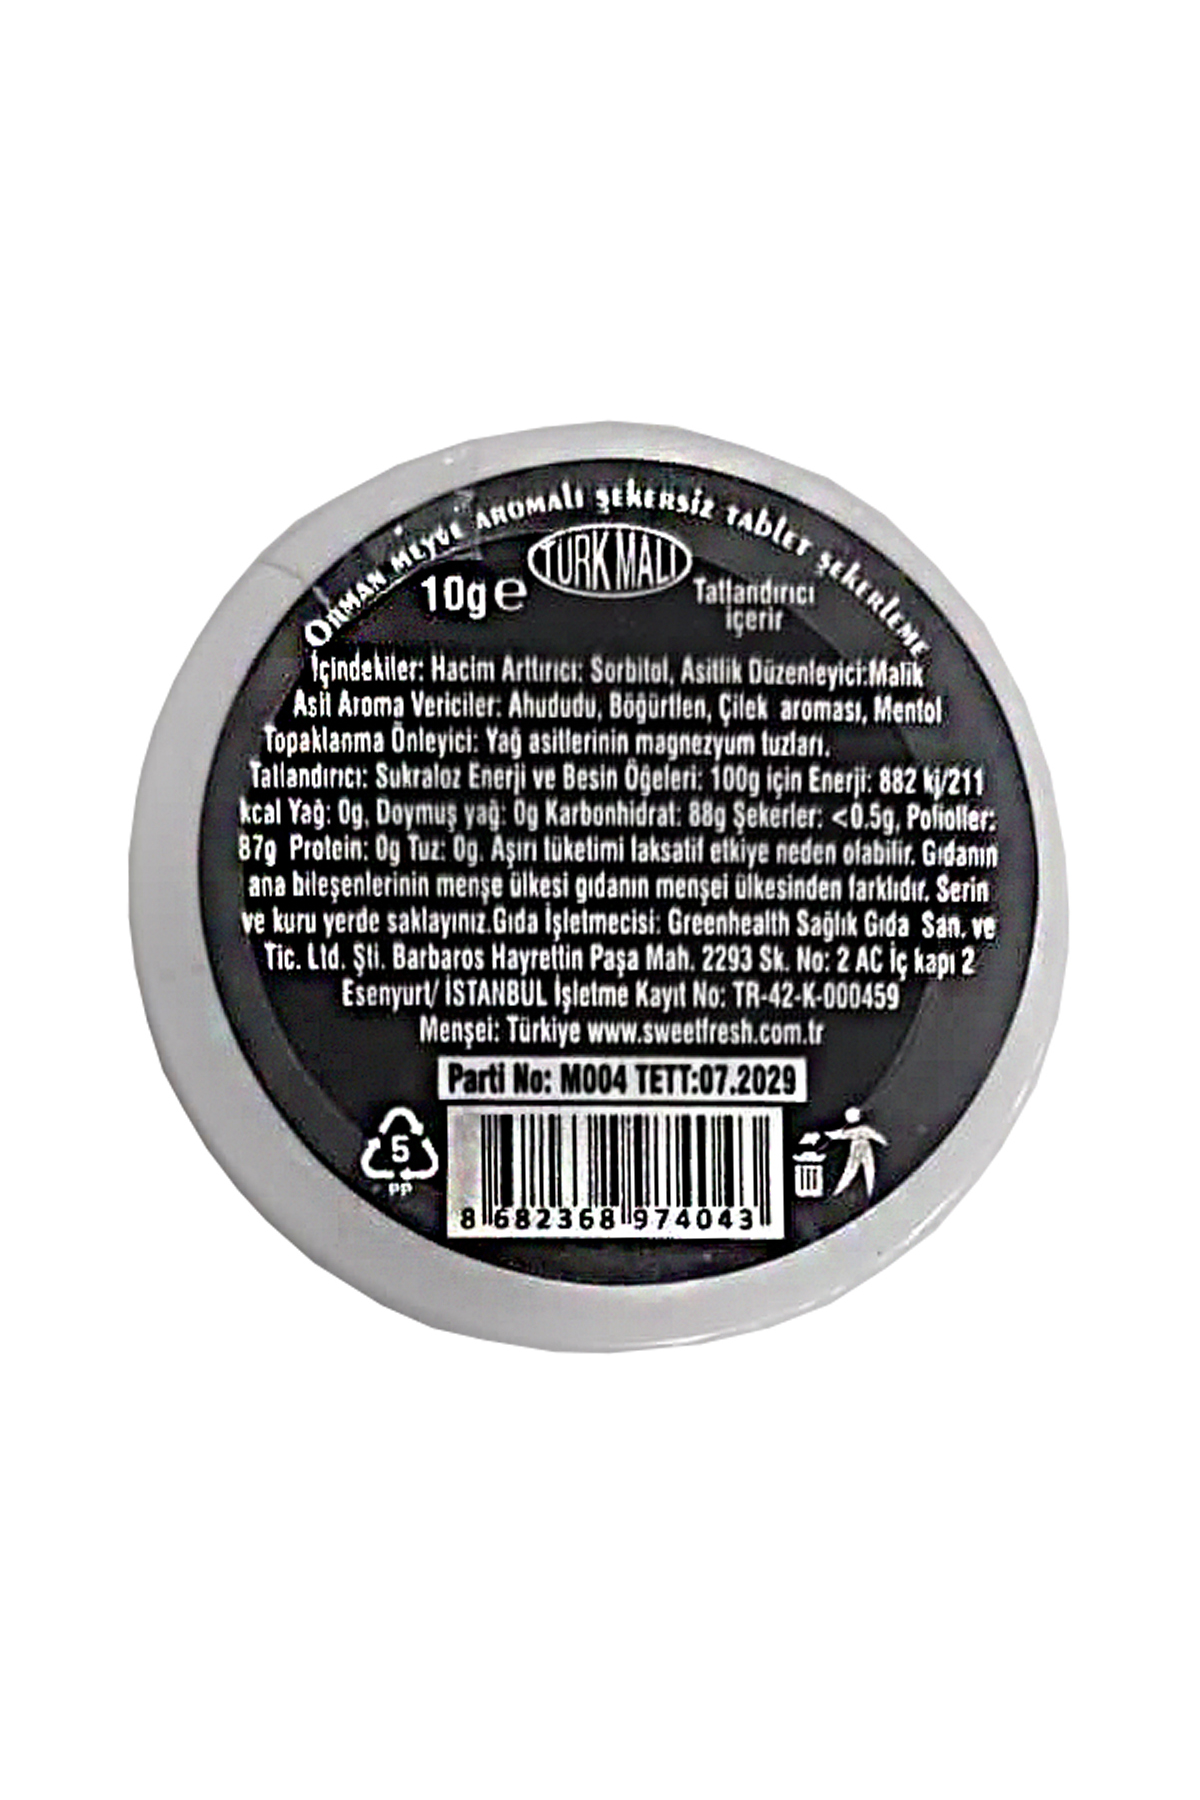 ORMAN MEYVE AROMALI ŞEKERSİZ TABLET ŞEKERLEME
TÜRK MALI
10g e
Tatlandırıcı
içerir
İçindekiler: Hacim Arttırıcı: Sorbitol, Asitlik Düzenleyici:Malik
Asit Aroma Vericiler: Ahududu, Böğürtlen, Çilek aroması, Mentol
Topaklanma Önleyici: Yağ asitlerinin magnezyum tuzları.
Tatlandırıcı: Sukraloz Enerji ve Besin Öğeleri: 100g için Enerji: 882 kj/211
kcal Yağ: 0g, Doymuş yağ: 0g Karbonhidrat: 88g Şekerler: <0.5g, Polioller:
87g Protein: 0g Tuz: 0g. Aşırı tüketimi laksatif etkiye neden olabilir. Gıdanın
ana bileşenlerinin menşe ülkesi gıdanın menşei ülkesinden farklıdır. Serin
ve kuru yerde saklayınız.Gıda İşletmecisi: Greenhealth Sağlık Gıda San. ve
Tic. Ltd. Şti. Barbaros Hayrettin Paşa Mah. 2293 Sk. No: 2 AC İç kapı 2
Esenyurt/ İSTANBUL İşletme Kayıt No: TR-42-K-000459
Menşei: Türkiye www.sweetfresh.com.tr
Parti No: M004 TETT:07.2029
5
PP
8 682368 974043